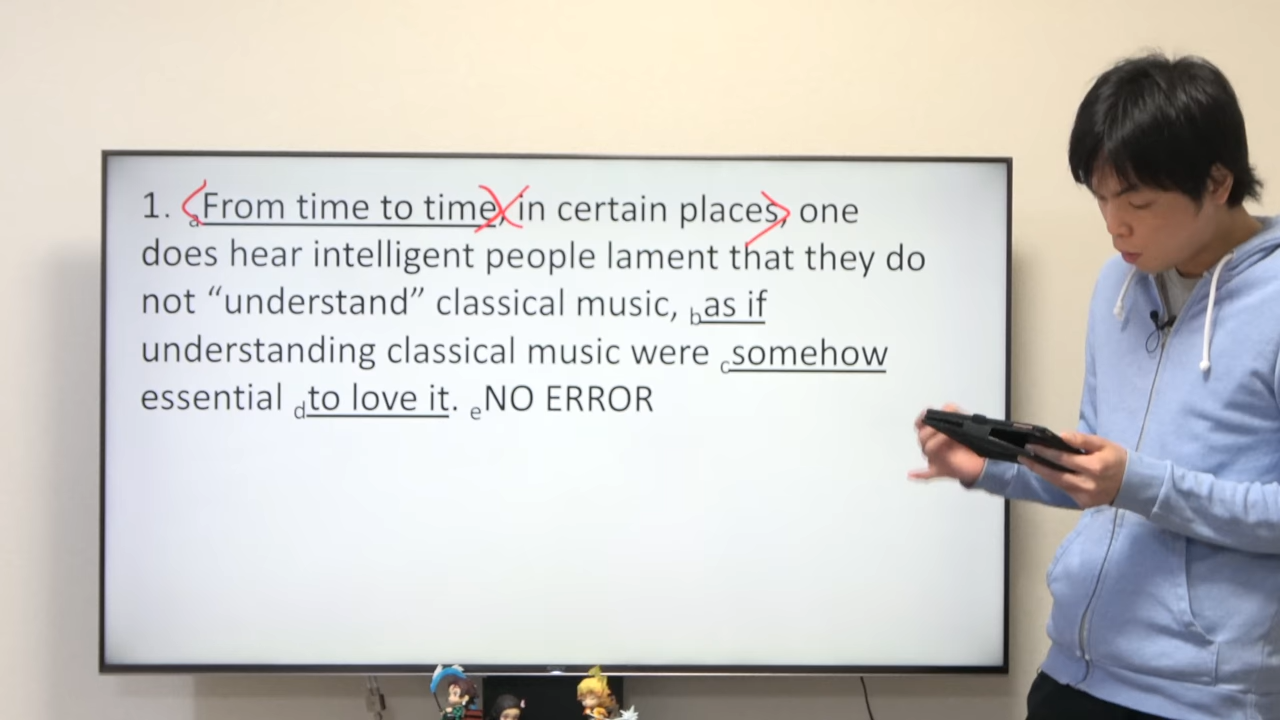 1. aFrom time to time, in certain places, one
does hear intelligent people lament that they do
not “understand” classical music, bas if
understanding classical music were csomehow
essential dto love it. eNO ERROR